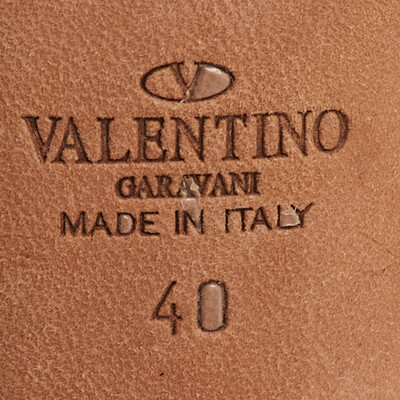 V
VALENTINO
GARAVANI
MADE IN ITALY
40